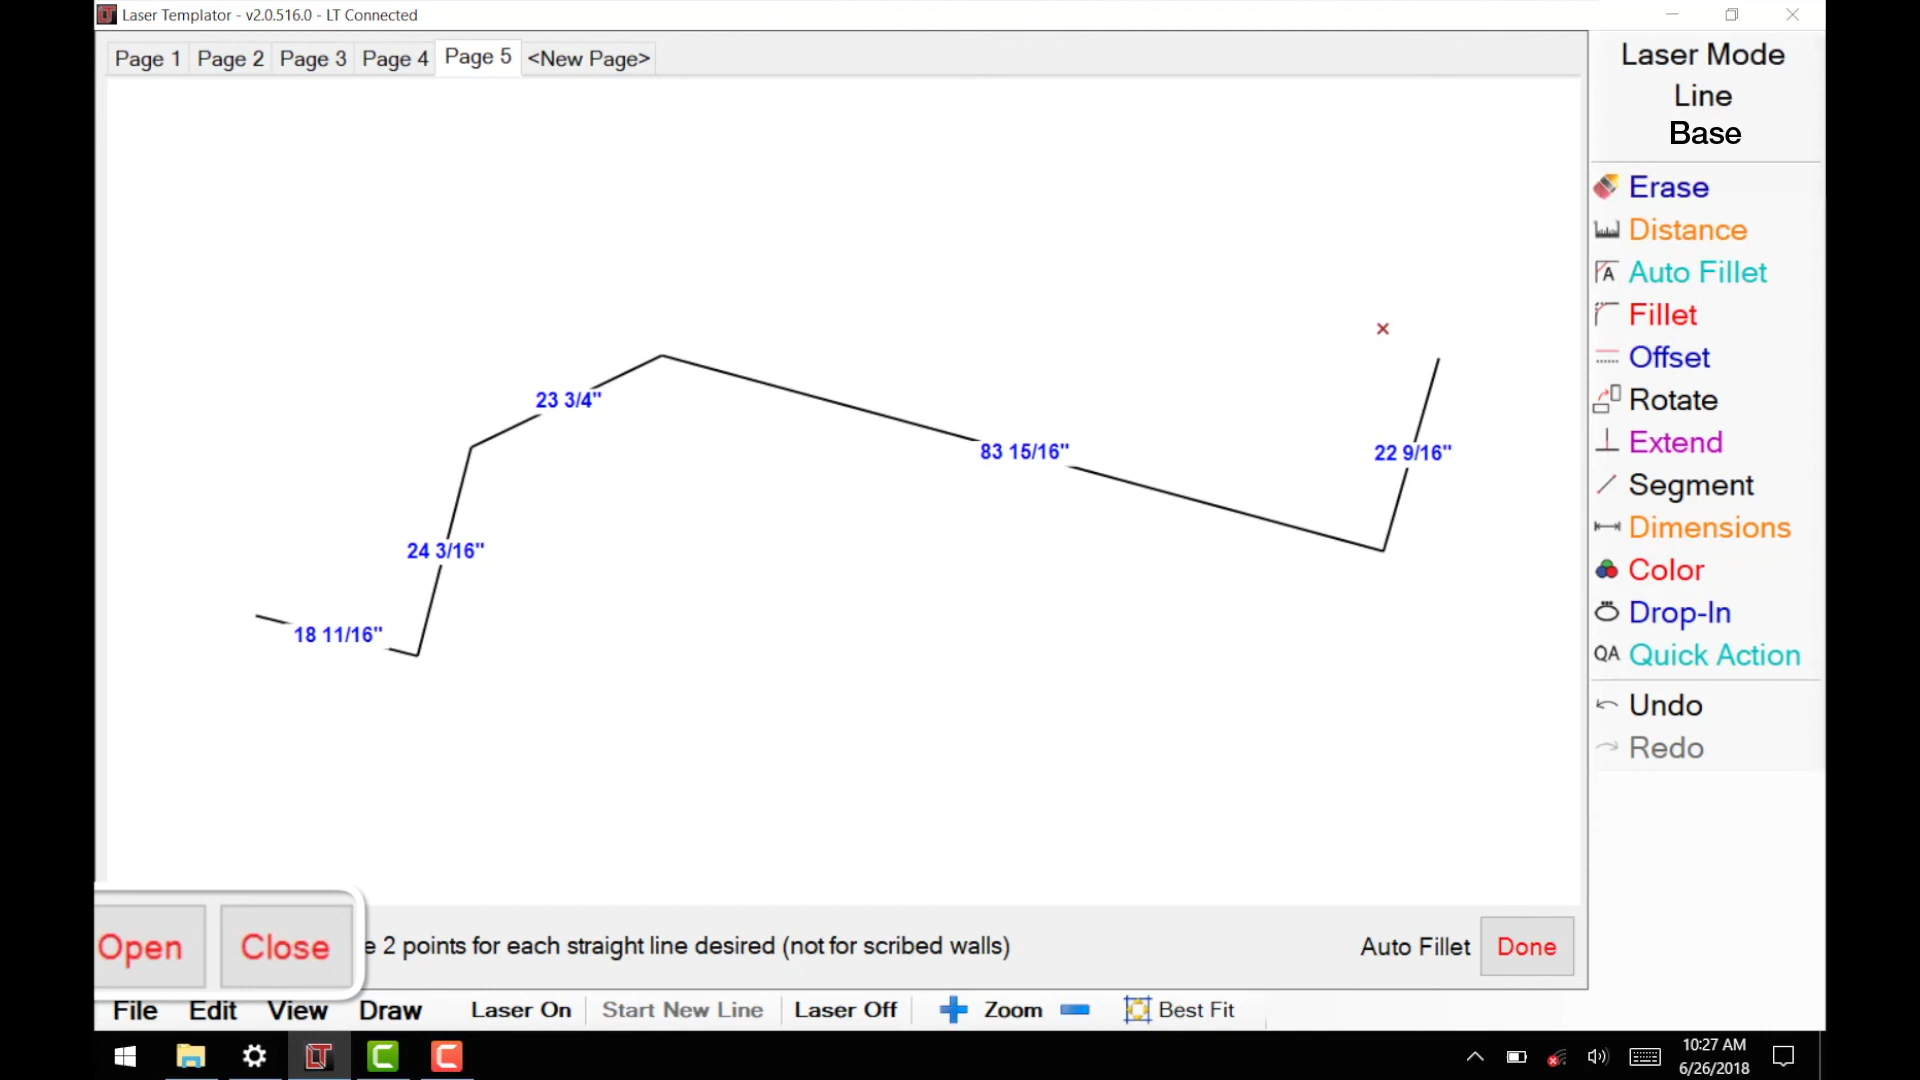 Laser Templator - v2.0.516.0 - LT Connected
Page 1 Page 2 Page 3 Page 4 Page 5 <New Page>
Laser Mode
Line
Base
Erase
Distance
A Auto Fillet
Fillet
Offset
Rotate
Extend
Segment
Dimensions
Color
Drop-In
QA Quick Action
Undo
Redo
23 3/4"
83 15/16"
22 9/16"
24 3/16"
18 11/16"
Open Close e 2 points for each straight line desired (not for scribed walls) Auto Fillet Done
File Edit View Draw Laser On Start New Line Laser Off Zoom Best Fit
10:27 AM
6/26/2018